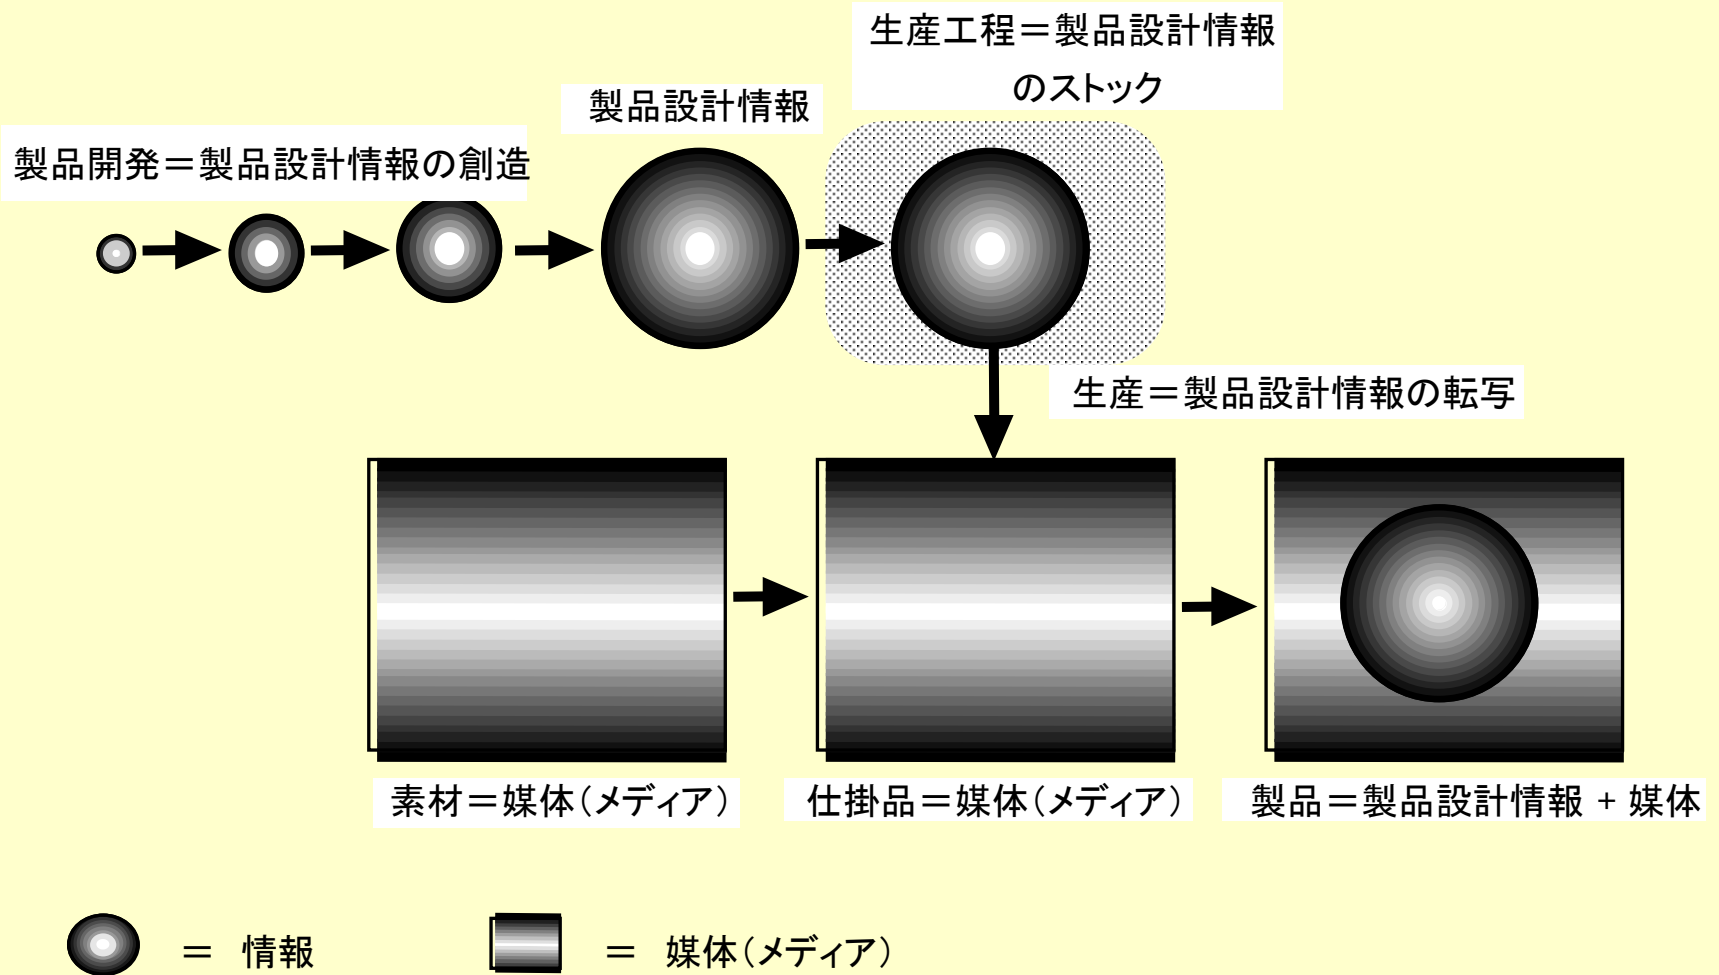 生産工程＝製品設計情報
のストック
製品設計情報
製品開発＝製品設計情報の創造
生産＝製品設計情報の転写
素材＝媒体（メディア）
仕掛品＝媒体（メディア）
製品＝製品設計情報 + 媒体
＝ 情報
＝ 媒体（メディア）